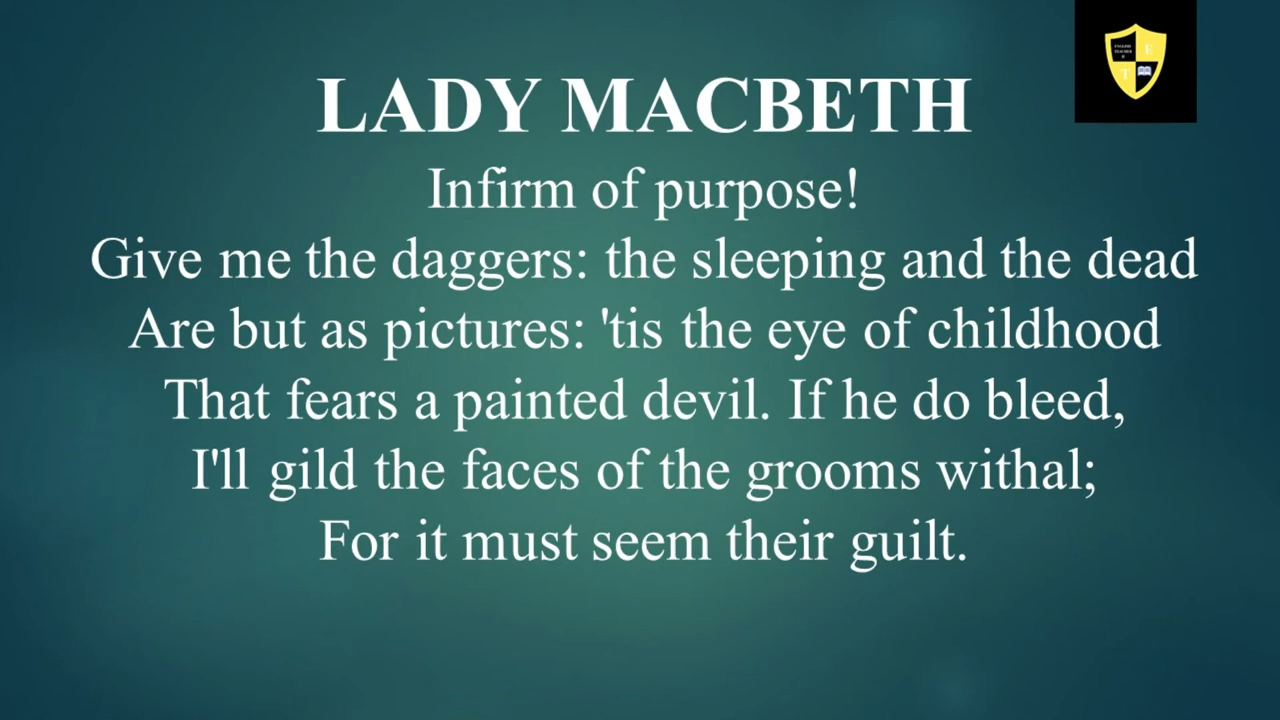 LADY MACBETH
Infirm of purpose!
Give me the daggers: the sleeping and the dead
Are but as pictures: 'tis the eye of childhood
That fears a painted devil. If he do bleed,
I'll gild the faces of the grooms withal;
For it must seem their guilt.
ENGLISH
TEACHER
E
T